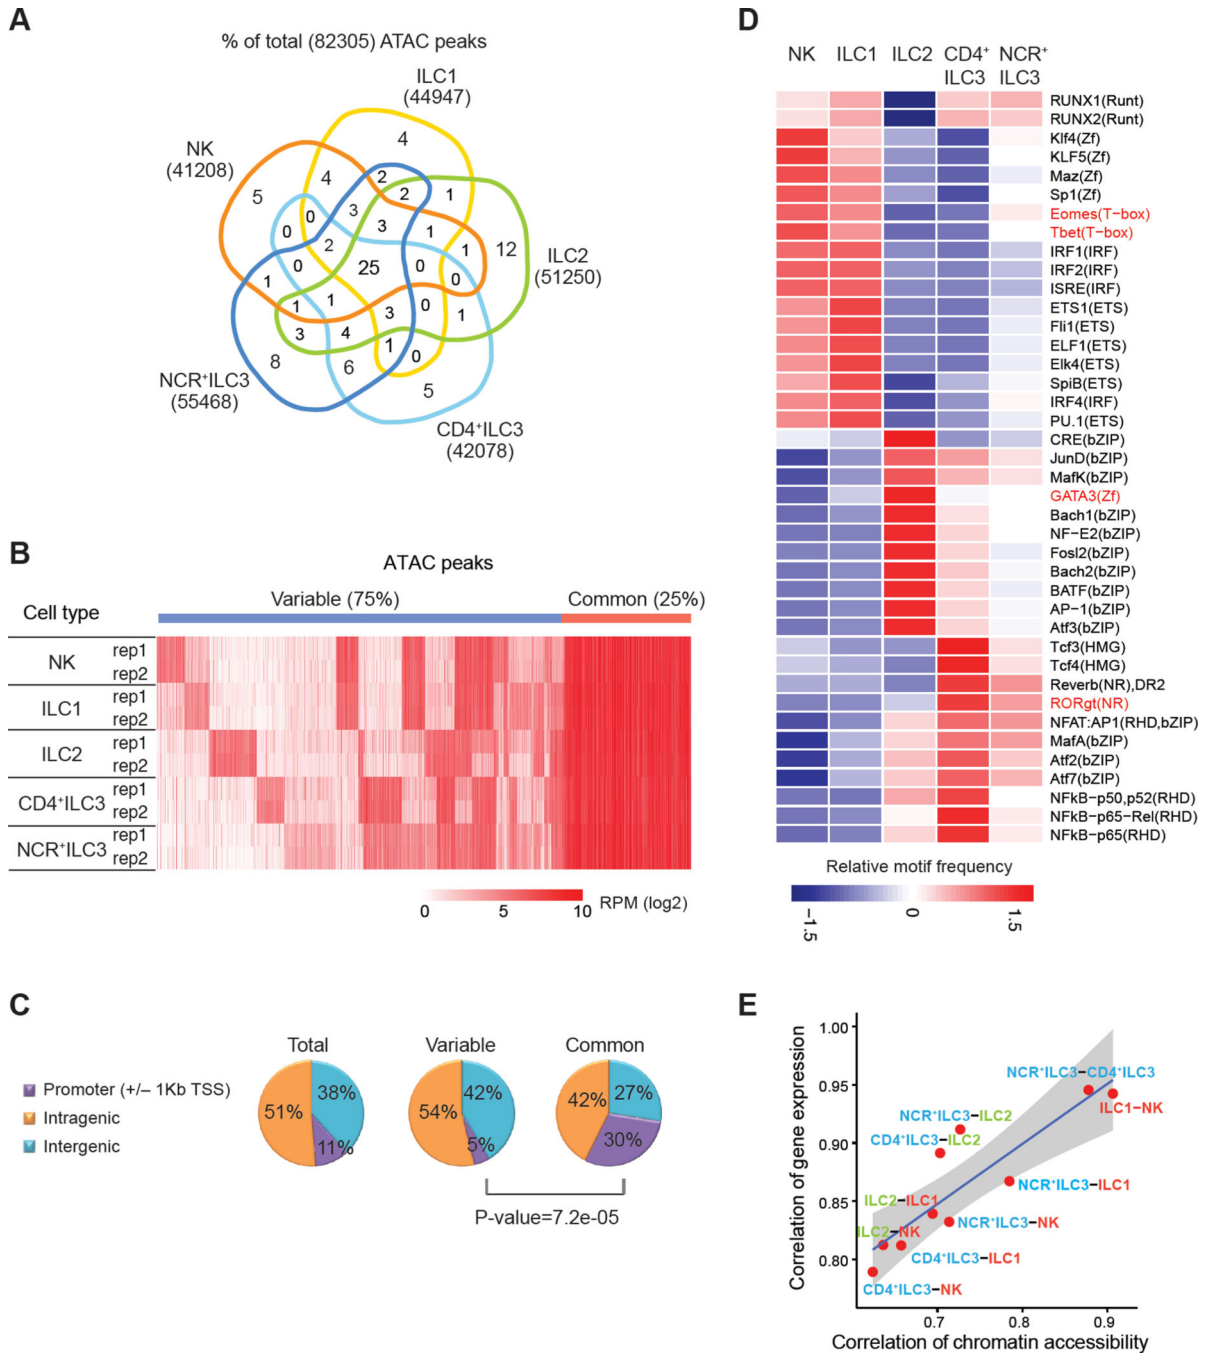 A
% of total (82305) ATAC peaks
ILC1
(44947)
NK
(41208)
ILC2
(51250)
NCR⁺ILC3
(55468)
CD4⁺ILC3
(42078)
4
5 4 2 2 1
0 0 3 3 1 1 12
2
1 0 25 0 0
1 1 3 0 1
3 4 1 0
8 6 5
B
ATAC peaks
Variable (75%) Common (25%)
Cell type
NK rep1
rep2
ILC1 rep1
rep2
ILC2 rep1
rep2
CD4⁺ILC3 rep1
rep2
NCR⁺ILC3 rep1
rep2
0 5 10 RPM (log2)
C
Promoter (+/− 1Kb TSS)
Intragenic
Intergenic
Total Variable Common
51% 38% 11%
54% 42% 5%
42% 27% 30%
P-value=7.2e-05
D
NK ILC1 ILC2 CD4⁺ ILC3 NCR⁺ ILC3
RUNX1(Runt)
RUNX2(Runt)
Klf4(Zf)
KLF5(Zf)
Maz(Zf)
Sp1(Zf)
Eomes(T−box)
Tbet(T−box)
IRF1(IRF)
IRF2(IRF)
ISRE(IRF)
ETS1(ETS)
Fli1(ETS)
ELF1(ETS)
Elk4(ETS)
SpiB(ETS)
IRF4(IRF)
PU.1(ETS)
CRE(bZIP)
JunD(bZIP)
MafK(bZIP)
GATA3(Zf)
Bach1(bZIP)
NF−E2(bZIP)
Fosl2(bZIP)
Bach2(bZIP)
BATF(bZIP)
AP−1(bZIP)
Atf3(bZIP)
Tcf3(HMG)
Tcf4(HMG)
Reverb(NR),DR2
RORgt(NR)
NFAT:AP1(RHD,bZIP)
MafA(bZIP)
Atf2(bZIP)
Atf7(bZIP)
NFkB−p50,p52(RHD)
NFkB−p65−Rel(RHD)
NFkB−p65(RHD)
Relative motif frequency
−1.5 0 1.5
E
Correlation of gene expression
1.00
0.95
0.90
0.85
0.80
NCR⁺ILC3−CD4⁺ILC3
ILC1−NK
NCR⁺ILC3−ILC2
CD4⁺ILC3−ILC2
NCR⁺ILC3−ILC1
ILC2−ILC1
NCR⁺ILC3−NK
ILC2−NK
CD4⁺ILC3−ILC1
CD4⁺ILC3−NK
0.7 0.8 0.9
Correlation of chromatin accessibility